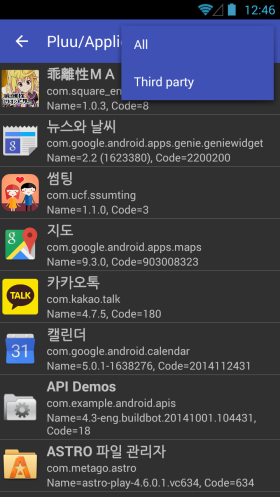 12:46
Pluu/Applic
All
Third party
乖離性ＭＡ
com.square_en
Name=1.0.3, Code=8
뉴스와 날씨
com.google.android.apps.genie.geniewidget
Name=2.2 (1623380), Code=2200200
썸팅
com.ucf.ssumting
Name=1.1.0, Code=3
지도
com.google.android.apps.maps
Name=9.3.0, Code=903008323
TALK
카카오톡
com.kakao.talk
Name=4.7.5, Code=180
31
캘린더
com.google.android.calendar
Name=5.0.1-1638276, Code=2014112431
API Demos
com.example.android.apis
Name=4.3-eng.buildbot.20141001.104431,
Code=18
ASTRO 파일 관리자
com.metago.astro
Name=astro-play-4.6.0.1.vc634, Code=
634